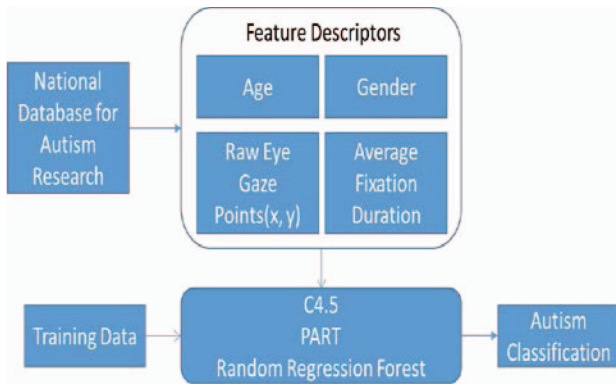 Feature Descriptors
National
Database for
Autism
Research
Age
Gender
Raw Eye
Gaze
Points(x, y)
Average
Fixation
Duration
Training Data
C4.5
PART
Random Regression Forest
Autism
Classification